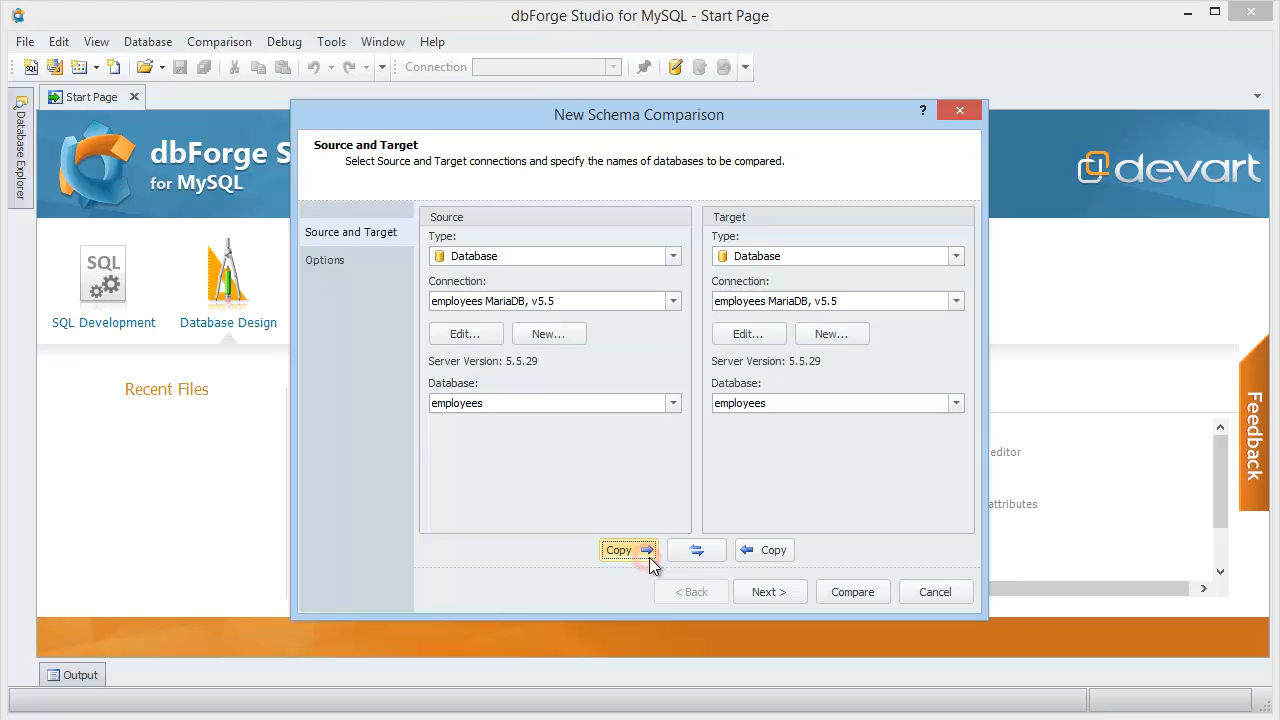 dbForge Studio for MySQL - Start Page
File Edit View Database Comparison Debug Tools Window Help
Connection
Database Explorer
Start Page
dbForge S
for MySQL
devart
SQL
SQL Development
Database Design
Recent Files
editor
attributes
Feedback
New Schema Comparison
?
Source and Target
Select Source and Target connections and specify the names of databases to be compared.
Source and Target
Options
Source
Type:
Database
Connection:
employees MariaDB, v5.5
Edit... New...
Server Version: 5.5.29
Database:
employees
Target
Type:
Database
Connection:
employees MariaDB, v5.5
Edit... New...
Server Version: 5.5.29
Database:
employees
Copy Copy
< Back Next > Compare Cancel
Output